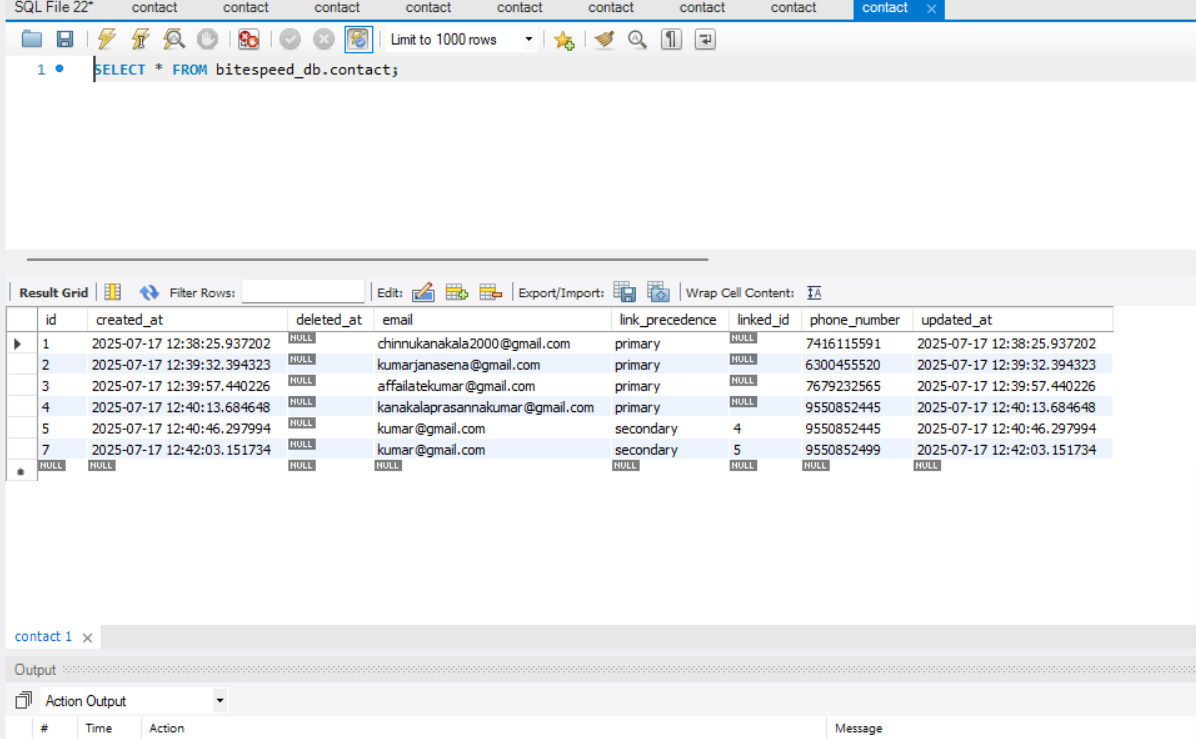 SQL File 22* contact contact contact contact contact contact contact contact contact
Limit to 1000 rows
1 SELECT * FROM bitespeed_db.contact;
Result Grid Filter Rows: Edit: Export/Import: Wrap Cell Content: IA
id created_at deleted_at email link_precedence linked_id phone_number updated_at
1 2025-07-17 12:38:25.937202 NULL chinnukanakala2000@gmail.com primary NULL 7416115591 2025-07-17 12:38:25.937202
2 2025-07-17 12:39:32.394323 NULL kumarjanasena@gmail.com primary NULL 6300455520 2025-07-17 12:39:32.394323
3 2025-07-17 12:39:57.440226 NULL affailatekumar@gmail.com primary NULL 7679232565 2025-07-17 12:39:57.440226
4 2025-07-17 12:40:13.684648 NULL kanakalaprasannakumar@gmail.com primary NULL 9550852445 2025-07-17 12:40:13.684648
5 2025-07-17 12:40:46.297994 NULL kumar@gmail.com secondary 4 9550852445 2025-07-17 12:40:46.297994
7 2025-07-17 12:42:03.151734 NULL kumar@gmail.com secondary 5 9550852499 2025-07-17 12:42:03.151734
NULL NULL NULL NULL NULL NULL NULL NULL
contact 1
Output
Action Output
# Time Action Message